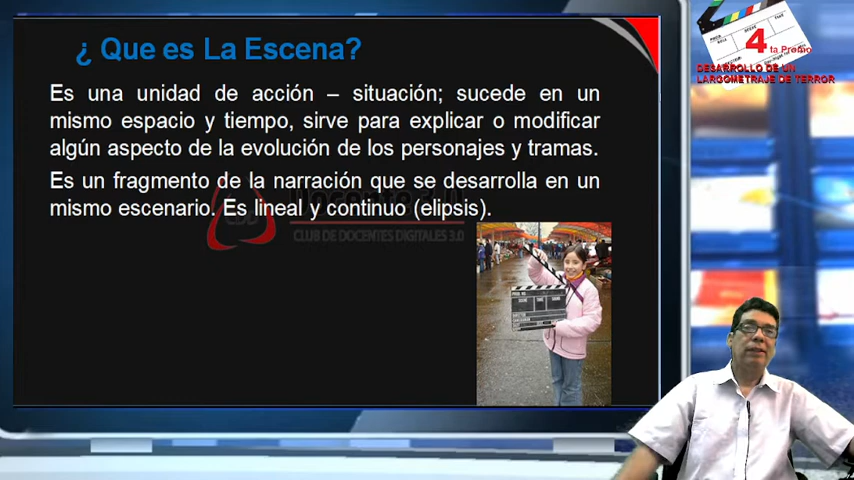 ¿ Que es La Escena?
Es una unidad de acción – situación; sucede en un
mismo espacio y tiempo, sirve para explicar o modificar
algún aspecto de la evolución de los personajes y tramas.
Es un fragmento de la narración que se desarrolla en un
mismo escenario. Es lineal y continuo (elipsis).
CLUB DE DOCENTES DIGITALES 3.0
4
ta Promo
DESARROLLO DE UN
LARGOMETRAJE DE TERROR